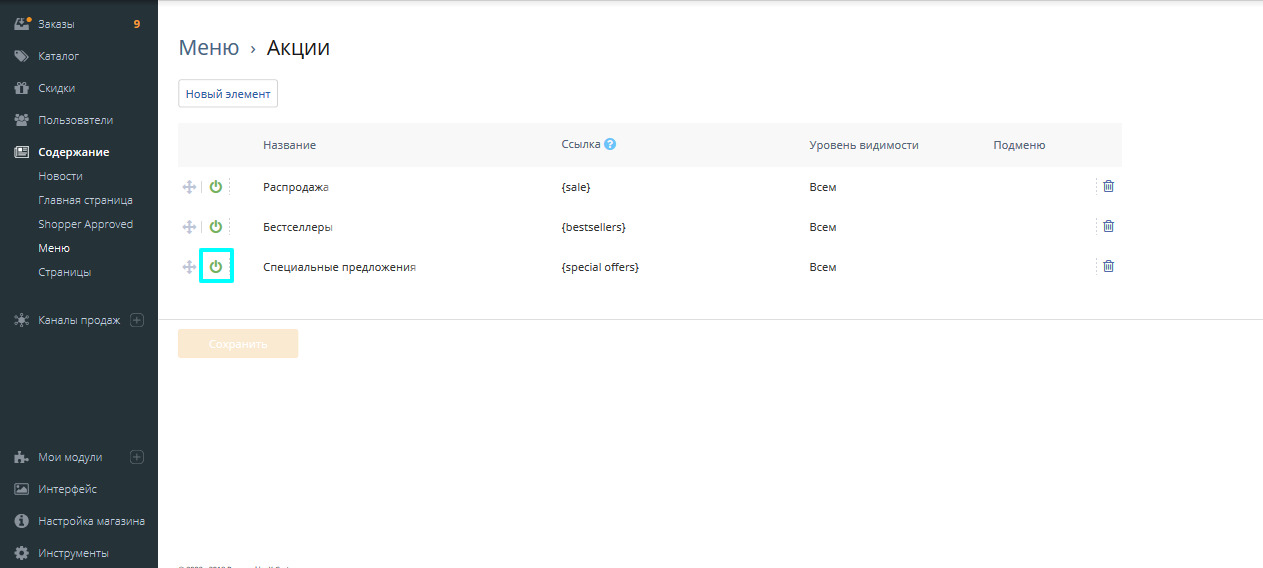 Заказы 9
Каталог
Скидки
Пользователи
Содержание
Новости
Главная страница
Shopper Approved
Меню
Страницы
Каналы продаж
Мои модули
Интерфейс
Настройка магазина
Инструменты
Меню › Акции
Новый элемент
Название Ссылка ? Уровень видимости Подменю
Распродажа {sale} Всем
Бестселлеры {bestsellers} Всем
Специальные предложения {special offers} Всем
Сохранить